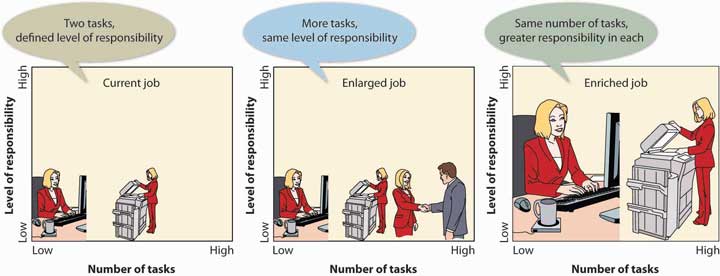 Two tasks,
defined level of responsibility
Current job
High
Level of responsibility
Low
Low
High
Number of tasks
More tasks,
same level of responsibility
Enlarged job
High
Level of responsibility
Low
Low
High
Number of tasks
Same number of tasks,
greater responsibility in each
Enriched job
High
Level of responsibility
Low
Low
High
Number of tasks